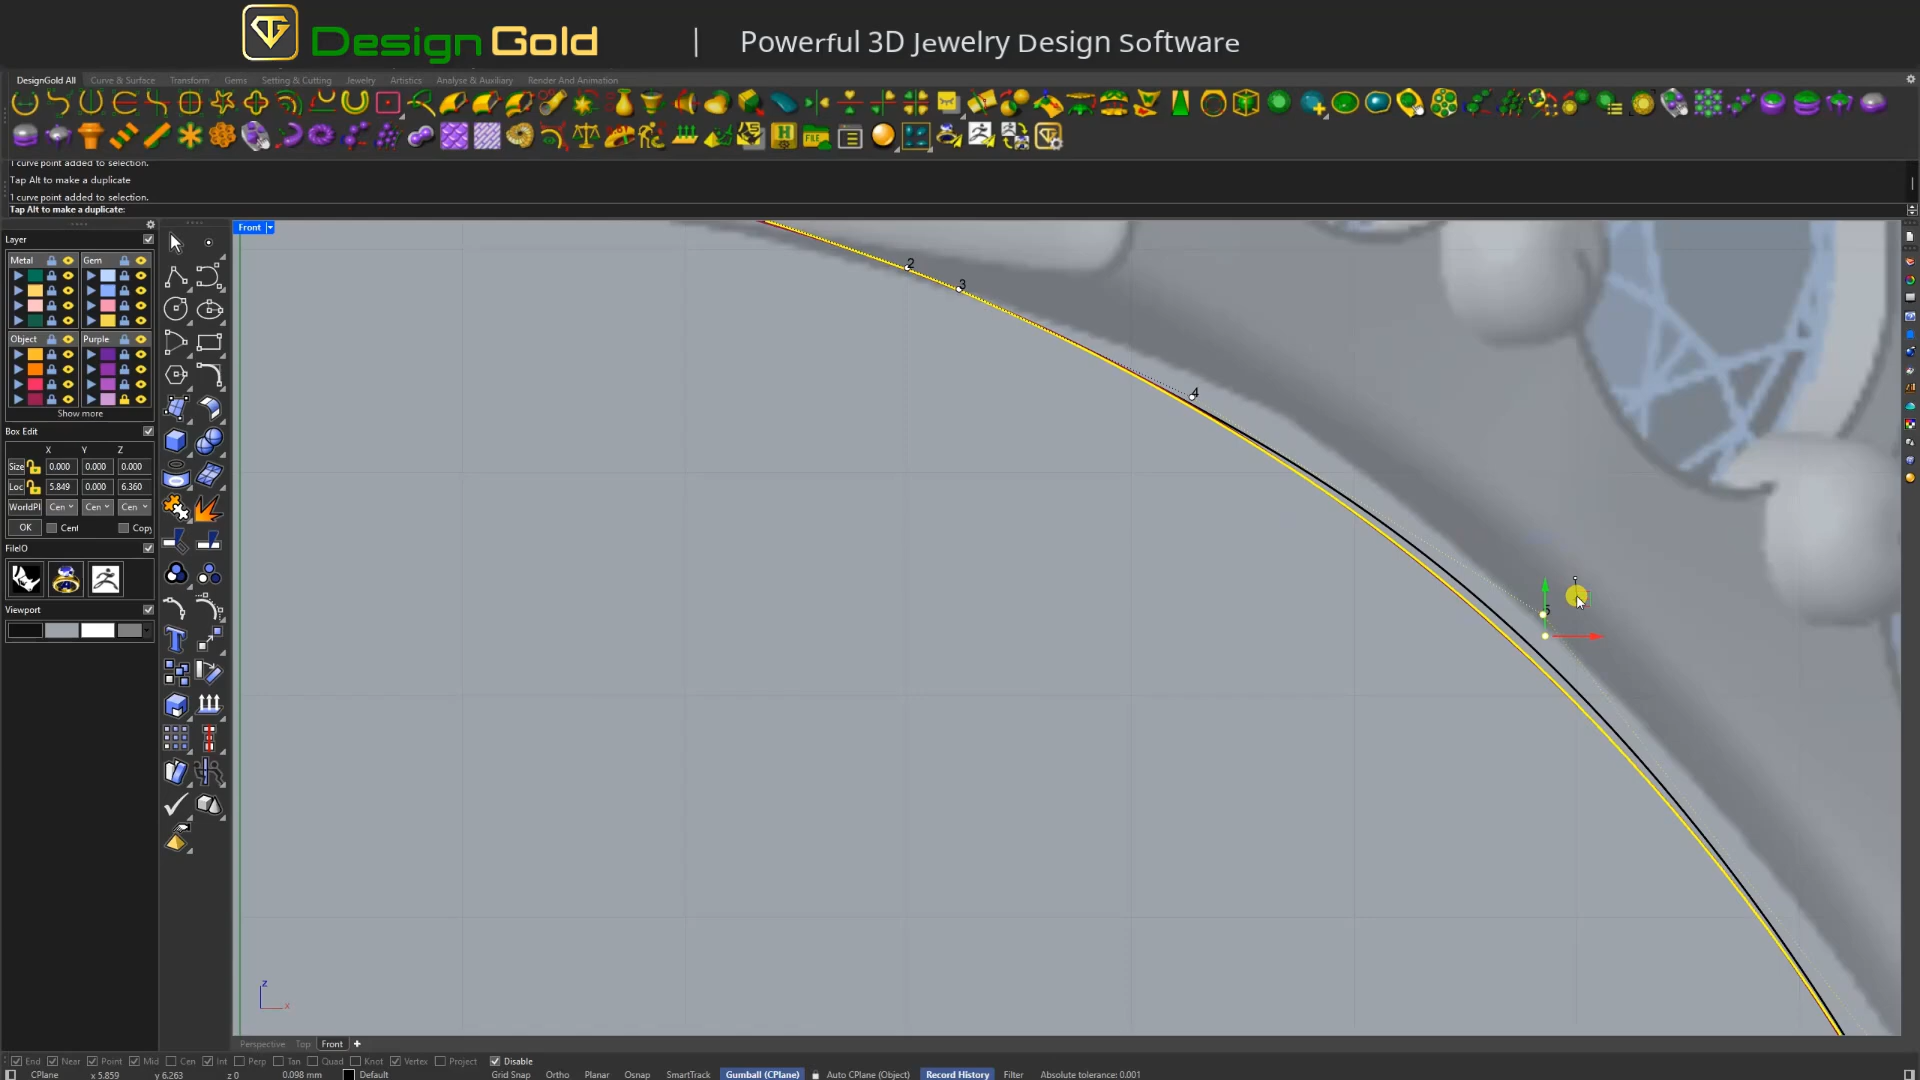 Design Gold | Powerful 3D Jewelry Design Software
DesignGold All Curve & Surface Transform Gems Setting & Cutting Jewelry Artistics Analyse & Auxiliary Render And Animation
1 curve point added to selection.
Tap Alt to make a duplicate
1 curve point added to selection.
Tap Alt to make a duplicate:
Front
Layer
Metal Gem
Object Purple
Show more
Box Edit
X Y Z
Size 0.000 0.000 0.000
Loc 5.849 0.000 6.360
WorldPl Cen Cen Cen
OK Cent Copy
FileIO
Viewport
2
3
4
5
z
x
Perspective Top Front
End Near Point Mid Cen Int Perp Tan Quad Knot Vertex Project Disable
CPlane x 5.859 y 6.263 z 0 0.098 mm Default Grid Snap Ortho Planar Osnap SmartTrack Gumball (CPlane) Auto CPlane (Object) Record History Filter Absolute tolerance: 0.001